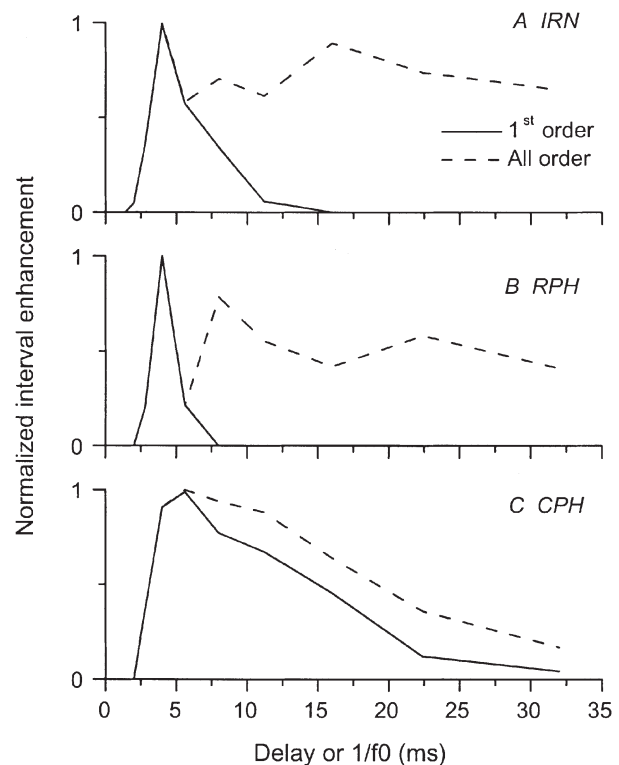 A IRN
1
1st order
All order
0
Normalized interval enhancement
B RPH
1
0
C CPH
1
0
0 5 10 15 20 25 30 35
Delay or 1/f0 (ms)